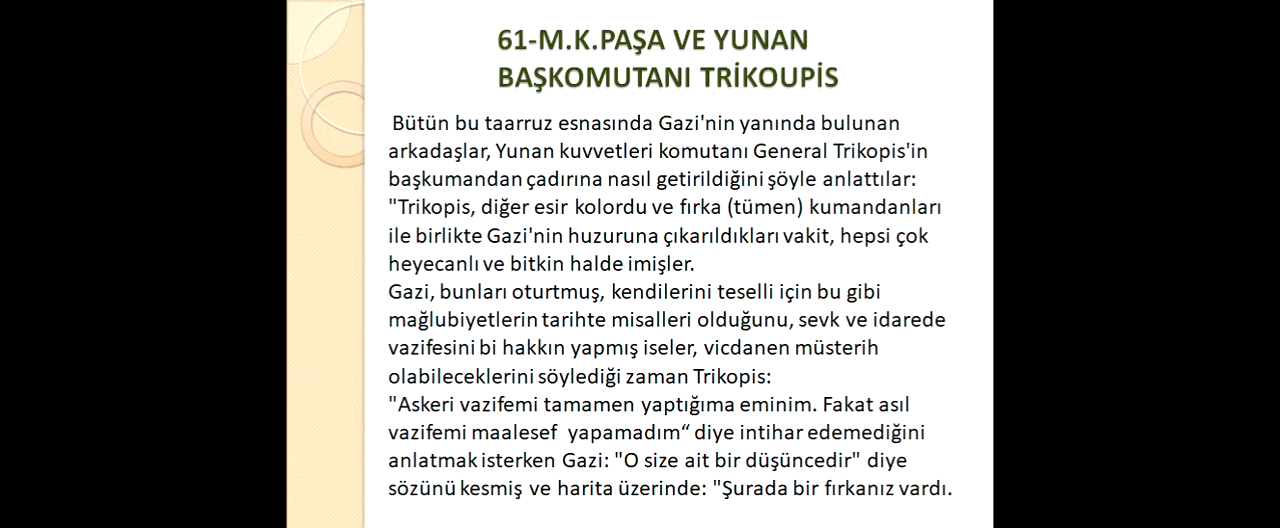 61-M.K.PAŞA VE YUNAN
BAŞKOMUTANI TRİKOUPİS
Bütün bu taarruz esnasında Gazi'nin yanında bulunan
arkadaşlar, Yunan kuvvetleri komutanı General Trikopis'in
başkumandan çadırına nasıl getirildiğini şöyle anlattılar:
"Trikopis, diğer esir kolordu ve fırka (tümen) kumandanları
ile birlikte Gazi'nin huzuruna çıkarıldıkları vakit, hepsi çok
heyecanlı ve bitkin halde imişler.
Gazi, bunları oturtmuş, kendilerini teselli için bu gibi
mağlubiyetlerin tarihte misalleri olduğunu, sevk ve idarede
vazifesini bi hakkın yapmış iseler, vicdanen müsterih
olabileceklerini söylediği zaman Trikopis:
"Askeri vazifemi tamamen yaptığıma eminim. Fakat asıl
vazifemi maalesef  yapamadım“ diye intihar edemediğini
anlatmak isterken Gazi: "O size ait bir düşüncedir" diye
sözünü kesmiş ve harita üzerinde: "Şurada bir fırkanız vardı.